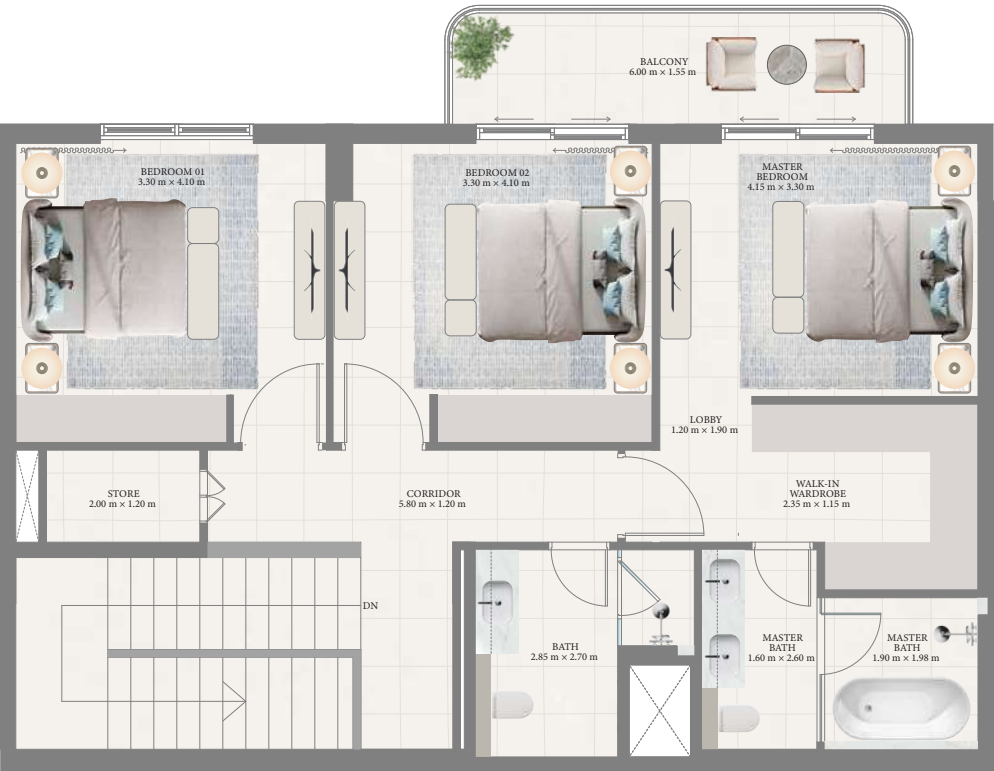 BALCONY
6.00 m × 1.55 m
BEDROOM 01
3.30 m × 4.10 m
BEDROOM 02
3.30 m × 4.10 m
MASTER
BEDROOM
4.15 m × 3.30 m
LOBBY
1.20 m × 1.90 m
STORE
2.00 m × 1.20 m
CORRIDOR
5.80 m × 1.20 m
WALK-IN
WARDROBE
2.35 m × 1.15 m
DN
BATH
2.85 m × 2.70 m
MASTER
BATH
1.60 m × 2.60 m
MASTER
BATH
1.90 m × 1.98 m